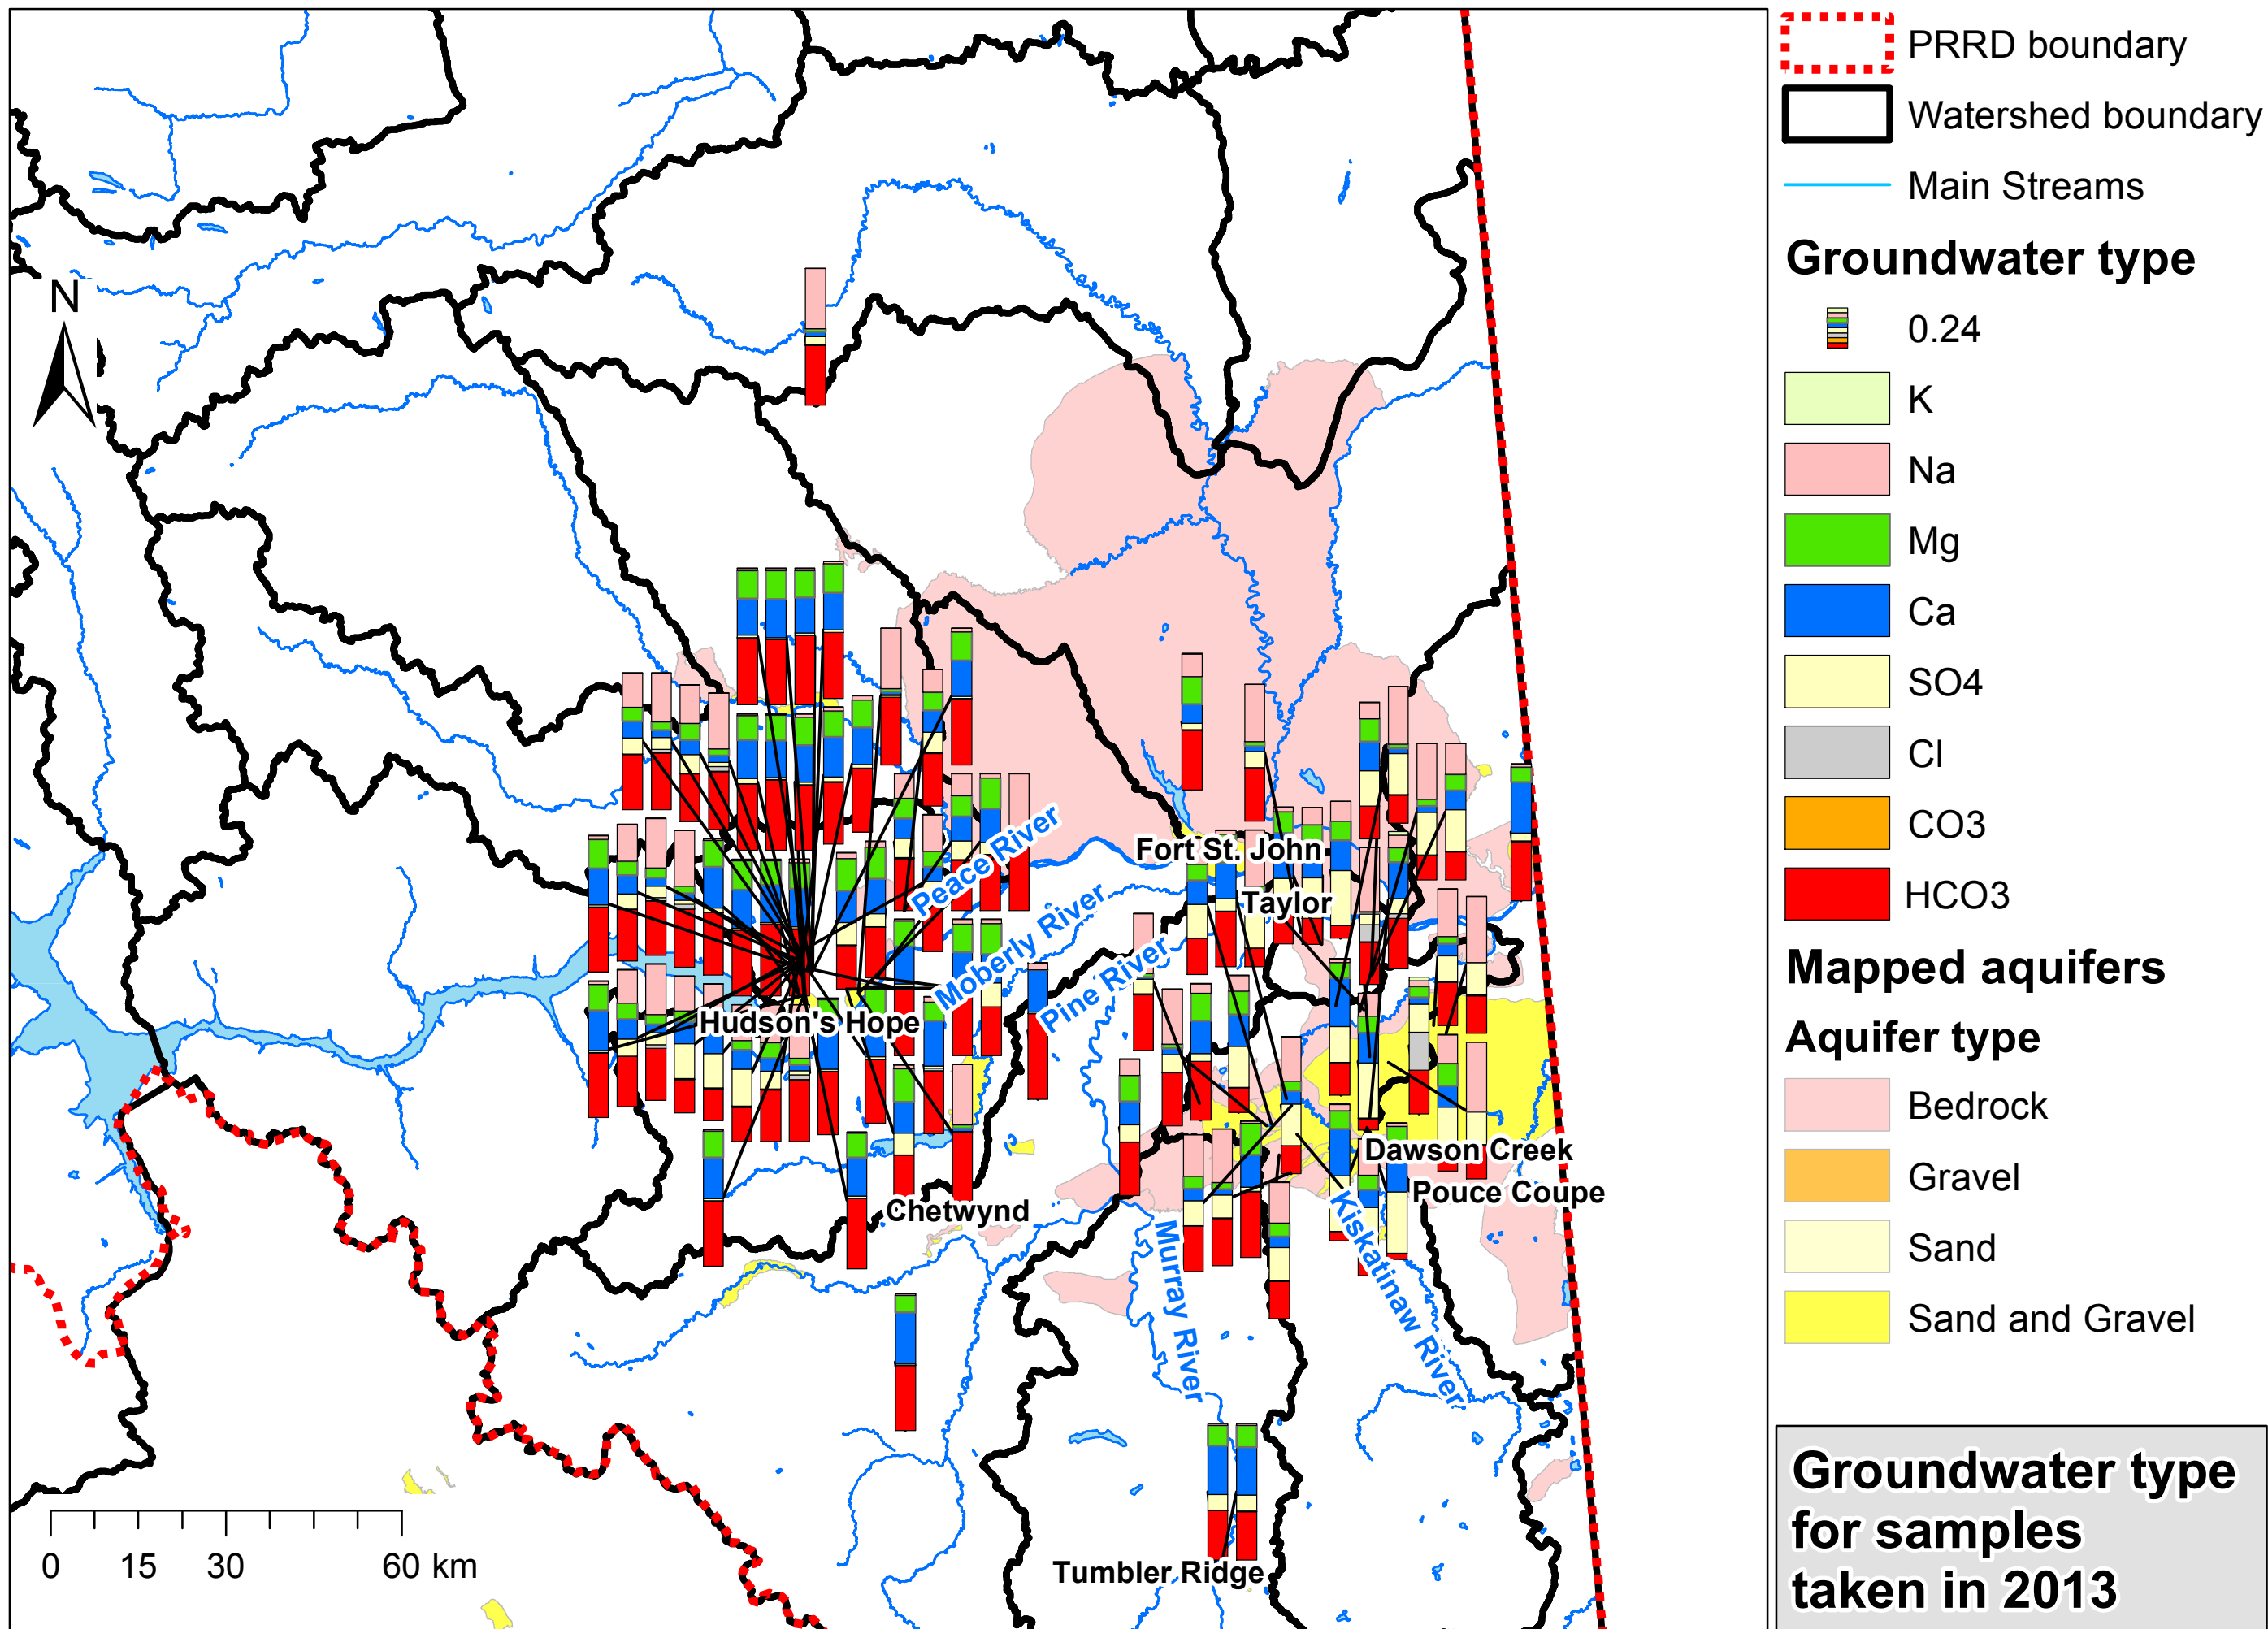 N
Peace River
Moberly River
Pine River
Fort St. John
Taylor
Hudson's Hope
Dawson Creek
Pouce Coupe
Chetwynd
Murray River
Kiskatinaw River
Tumbler Ridge
0 15 30 60 km
PRRD boundary
Watershed boundary
Main Streams
Groundwater type
0.24
K
Na
Mg
Ca
SO4
Cl
CO3
HCO3
Mapped aquifers
Aquifer type
Bedrock
Gravel
Sand
Sand and Gravel
Groundwater type
for samples
taken in 2013